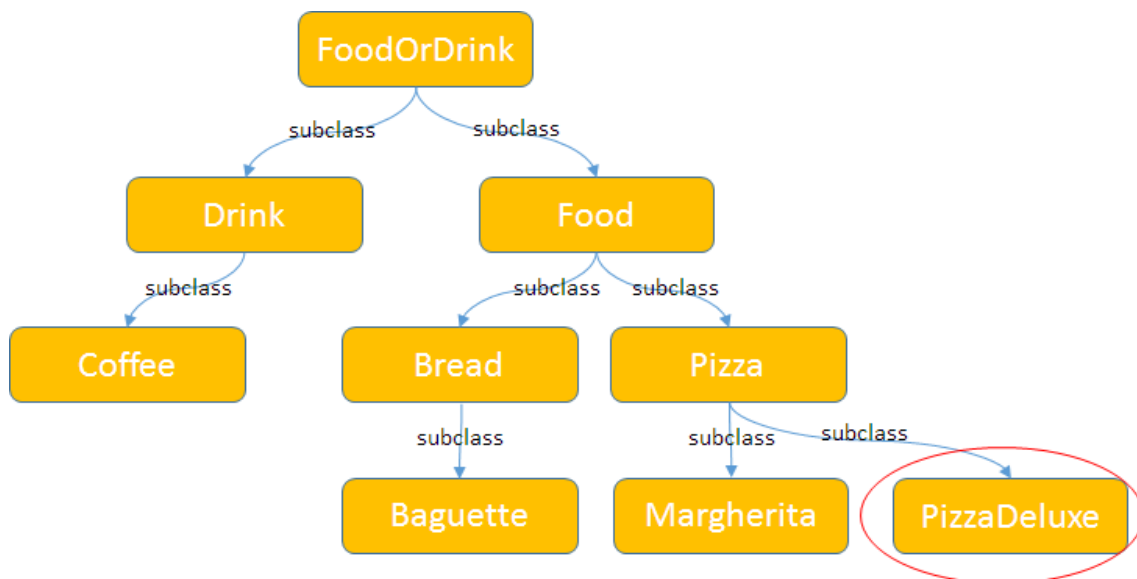 FoodOrDrink
subclass
subclass
Drink
Food
subclass
subclass
subclass
Coffee
Bread
Pizza
subclass
subclass
subclass
Baguette
Margherita
PizzaDeluxe